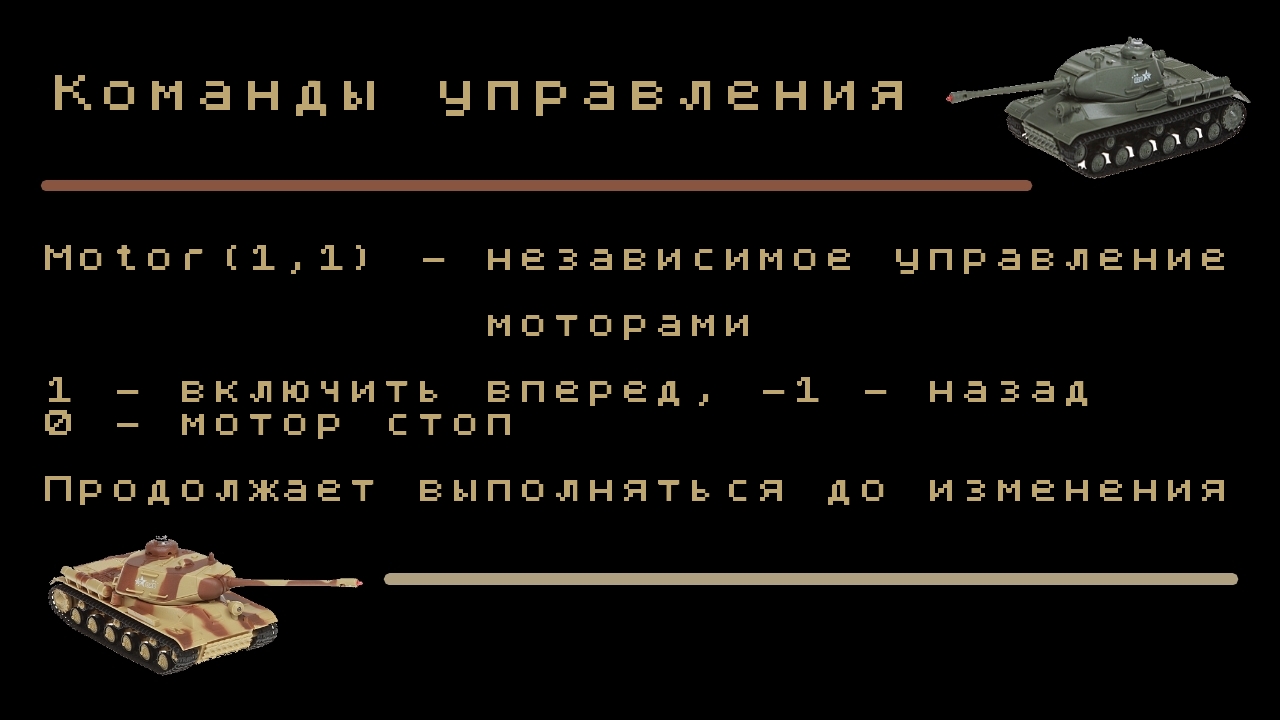 Команды управления
Motor(1,1) - независимое управление
моторами
1 - включить вперед, -1 - назад
0 - мотор стоп
Продолжает выполняться до изменения